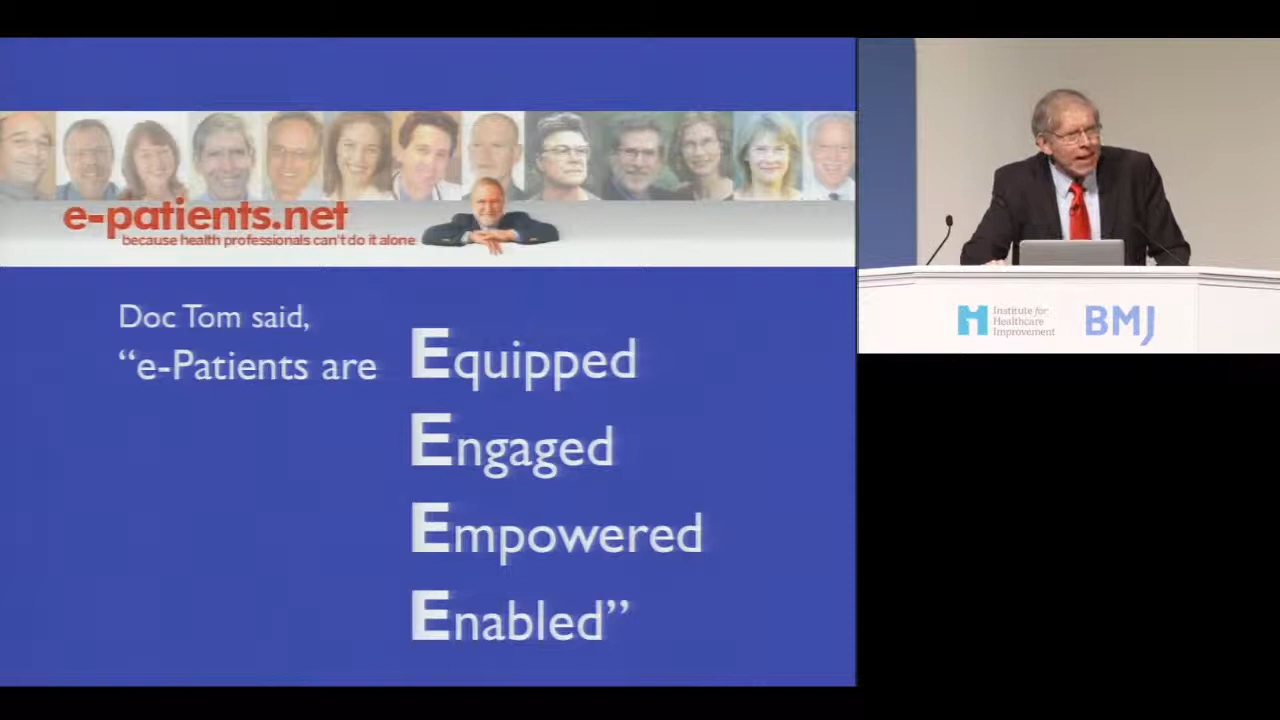 e-patients.net
because health professionals can't do it alone
Doc Tom said,
“e-Patients are
Equipped
Engaged
Empowered
Enabled”
Institute for
Healthcare
Improvement
BMJ